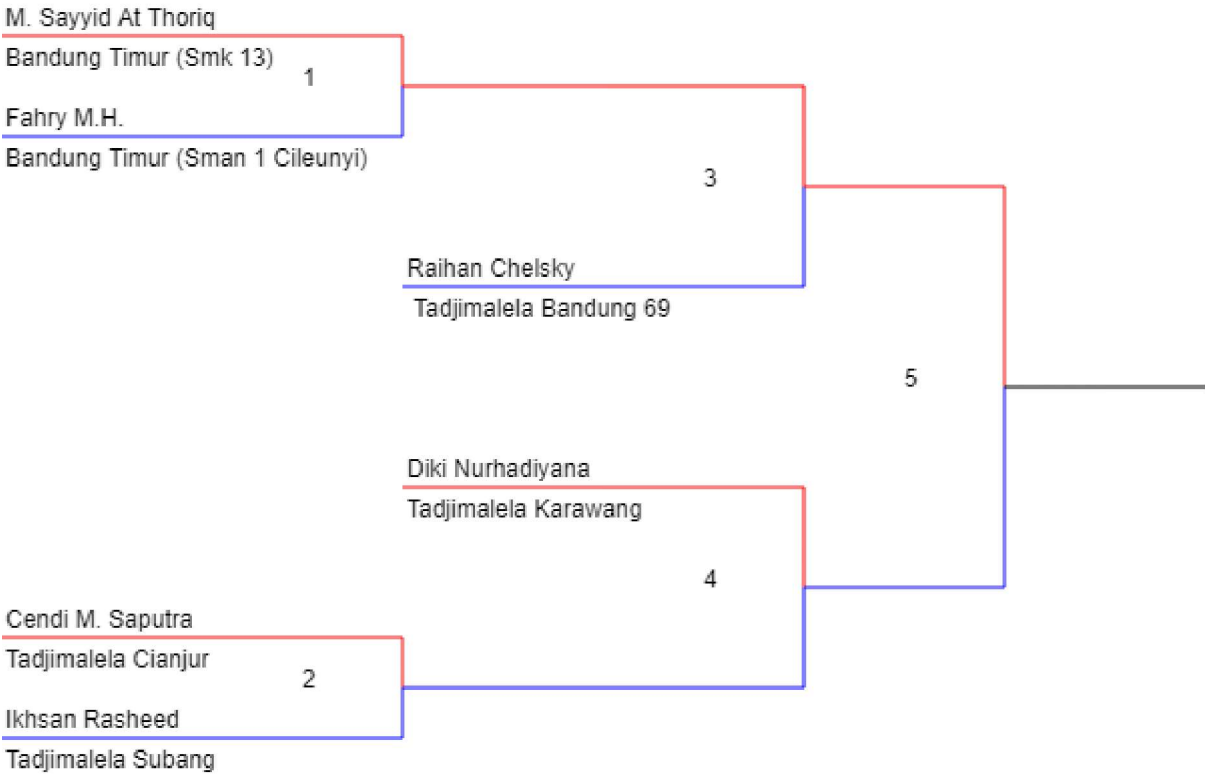 M. Sayyid At Thoriq
Bandung Timur (Smk 13)
1
Fahry M.H.
Bandung Timur (Sman 1 Cileunyi)
3
Raihan Chelsky
Tadjimalela Bandung 69
5
Diki Nurhadiyana
Tadjimalela Karawang
4
Cendi M. Saputra
Tadjimalela Cianjur
2
Ikhsan Rasheed
Tadjimalela Subang